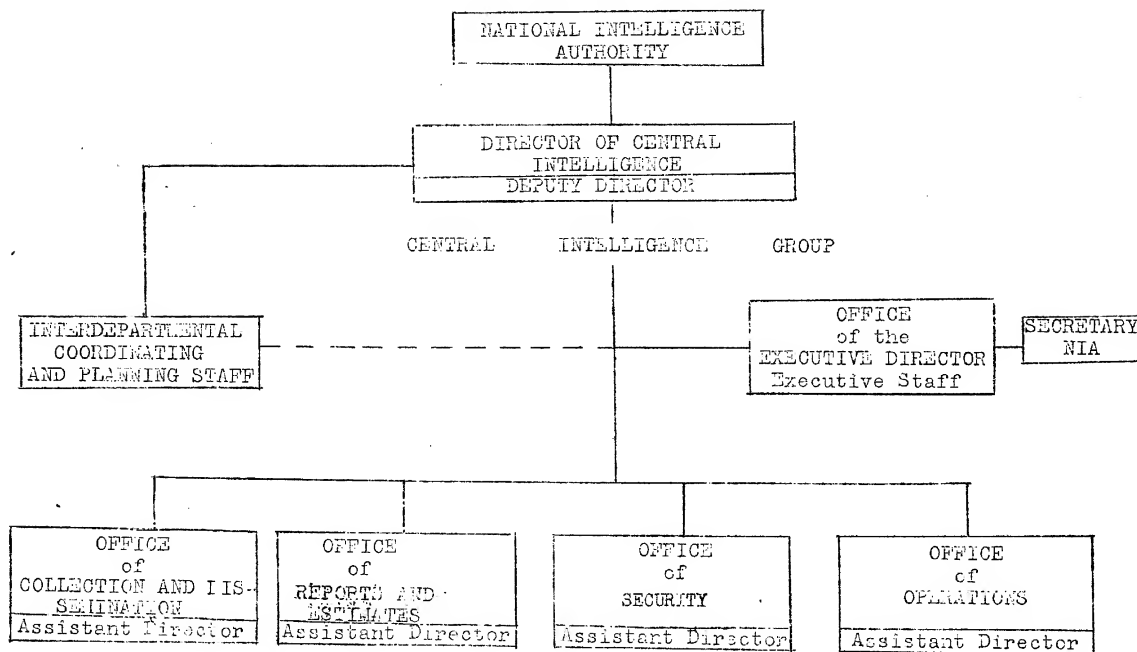 NATIONAL INTELLIGENCE
AUTHORITY
DIRECTOR OF CENTRAL
INTELLIGENCE
DEPUTY DIRECTOR
CENTRAL INTELLIGENCE GROUP
INTERDEPARTMENTAL
COORDINATING
AND PLANNING STAFF
OFFICE
of the
EXECUTIVE DIRECTOR
Executive Staff
SECRETARY
NIA
OFFICE
of
COLLECTION AND DIS-
SEMINATION
Assistant Director
OFFICE
of
REPORTS AND
ESTIMATES
Assistant Director
OFFICE
of
SECURITY
Assistant Director
OFFICE
of
OPERATIONS
Assistant Director